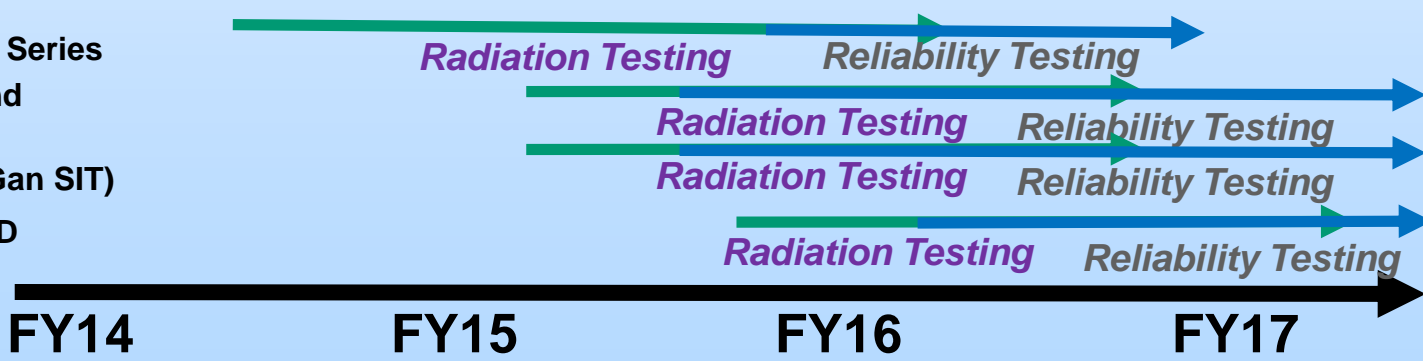 Series
Radiation Testing Reliability Testing
nd
Radiation Testing Reliability Testing
Gan SIT)
Radiation Testing Reliability Testing
D
Radiation Testing Reliability Testing
FY14 FY15 FY16 FY17